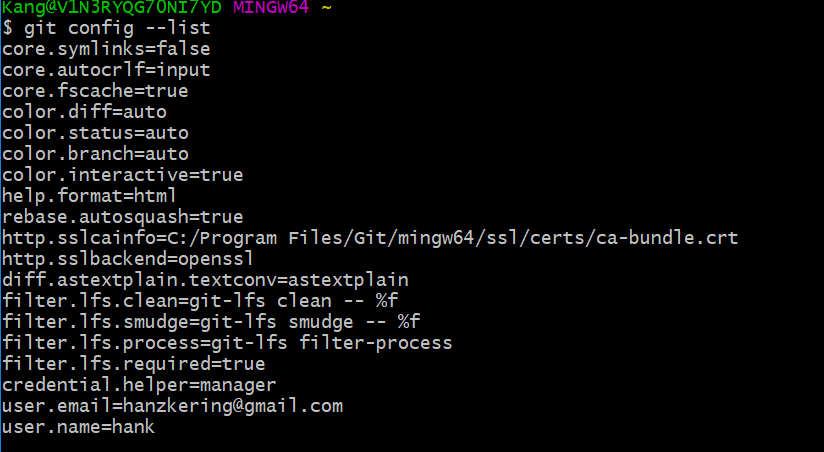 Kang@V1N3RYQG7ONI7YD MINGW64 ~
$ git config --list
core.symlinks=false
core.autocrlf=input
core.fscache=true
color.diff=auto
color.status=auto
color.branch=auto
color.interactive=true
help.format=html
rebase.autosquash=true
http.sslcainfo=C:/Program Files/Git/mingw64/ssl/certs/ca-bundle.crt
http.sslbackend=openssl
diff.astextplain.textconv=astextplain
filter.lfs.clean=git-lfs clean -- %f
filter.lfs.smudge=git-lfs smudge -- %f
filter.lfs.process=git-lfs filter-process
filter.lfs.required=true
credential.helper=manager
user.email=hanzkering@gmail.com
user.name=hank